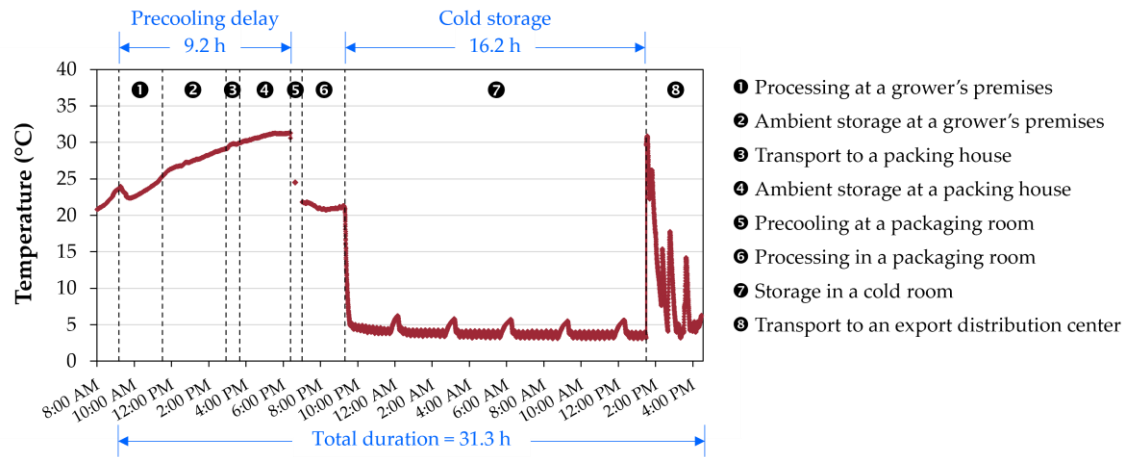 Precooling delay
9.2 h
Cold storage
16.2 h
Temperature (°C)
40
35
30
25
20
15
10
5
0
❶
❷
❸
❹
❺
❻
❼
❽
8:00 AM
10:00 AM
12:00 PM
2:00 PM
4:00 PM
6:00 PM
8:00 PM
10:00 PM
12:00 AM
2:00 AM
4:00 AM
6:00 AM
8:00 AM
10:00 AM
12:00 PM
2:00 PM
4:00 PM
Total duration = 31.3 h
❶ Processing at a grower’s premises
❷ Ambient storage at a grower’s premises
❸ Transport to a packing house
❹ Ambient storage at a packing house
❺ Precooling at a packaging room
❻ Processing in a packaging room
❼ Storage in a cold room
❽ Transport to an export distribution center